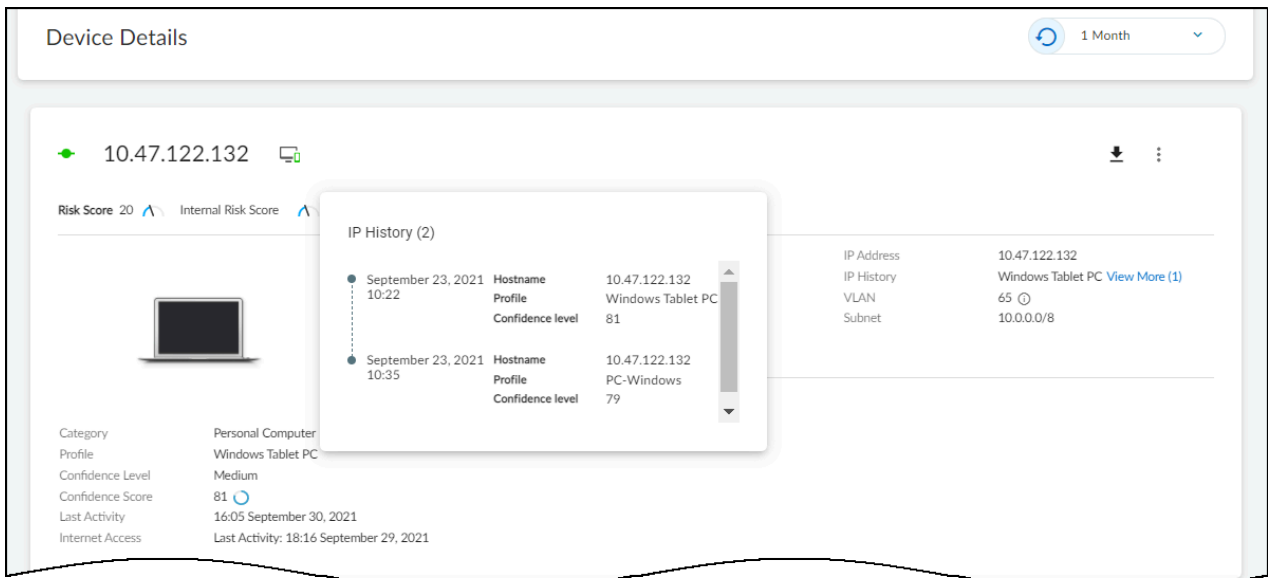 Device Details
1 Month
10.47.122.132
Risk Score 20 Internal Risk Score
IP History (2)
September 23, 2021 Hostname 10.47.122.132
10:22 Profile Windows Tablet PC
Confidence level 81
September 23, 2021 Hostname 10.47.122.132
10:35 Profile PC-Windows
Confidence level 79
IP Address 10.47.122.132
IP History Windows Tablet PC View More (1)
VLAN 65
Subnet 10.0.0.0/8
Category Personal Computer
Profile Windows Tablet PC
Confidence Level Medium
Confidence Score 81
Last Activity 16:05 September 30, 2021
Internet Access Last Activity: 18:16 September 29, 2021